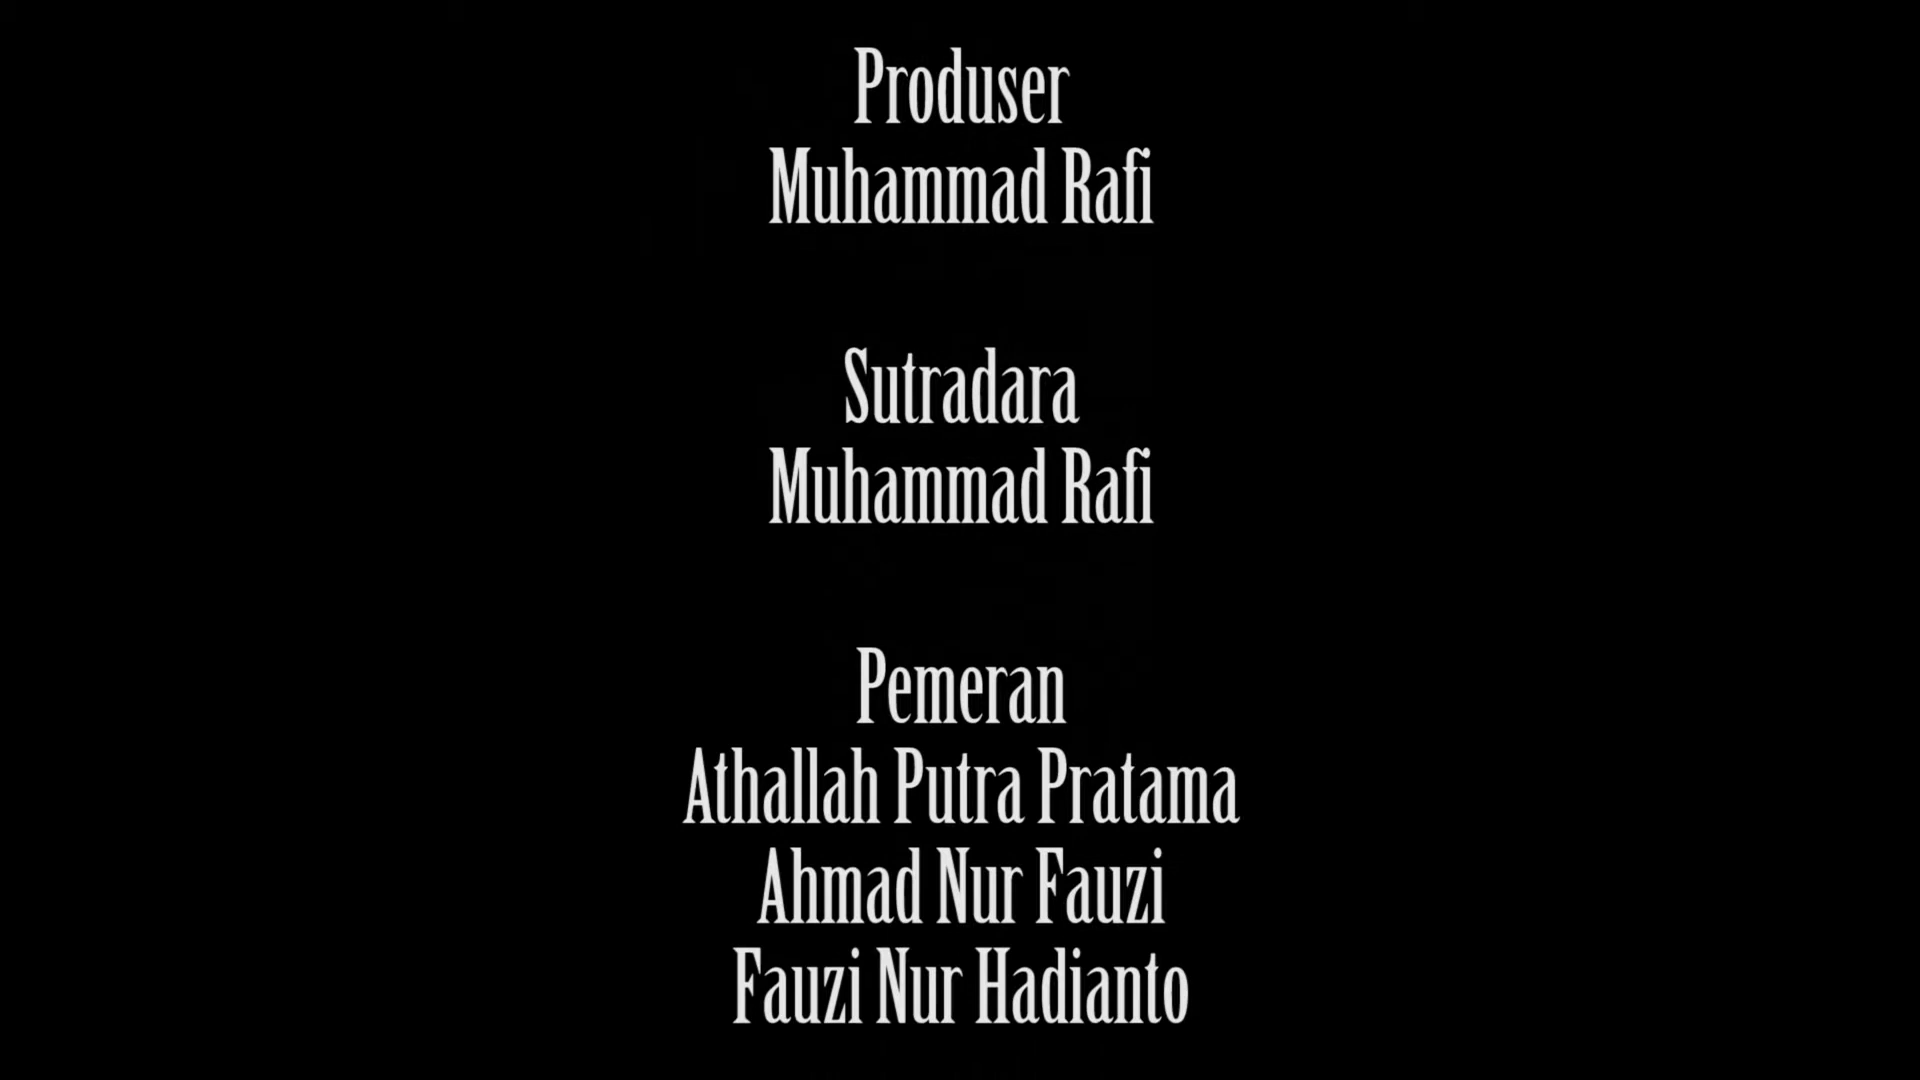 Produser
Muhammad Rafi
Sutradara
Muhammad Rafi
Pemeran
Athallah Putra Pratama
Ahmad Nur Fauzi
Fauzi Nur Hadianto